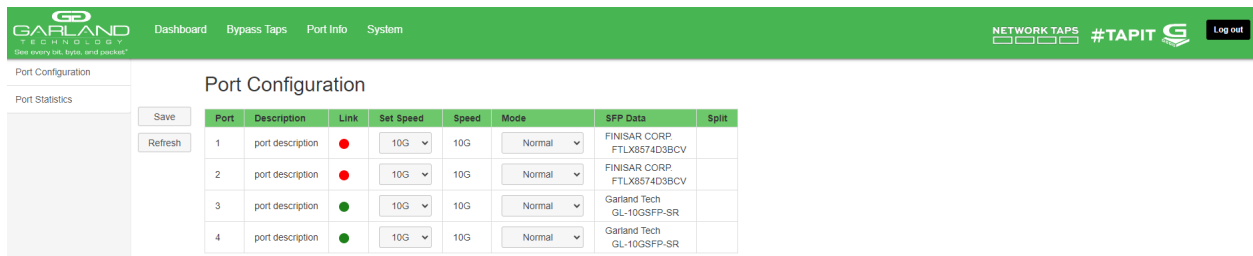 GARLAND
TECHNOLOGY
See every bit, byte, and packet®
Dashboard Bypass Taps Port Info System
NETWORK TAPS #TAPIT
Log out
Port Configuration
Port Statistics
Port Configuration
Save
Refresh
Port Description Link Set Speed Speed Mode SFP Data Split
1 port description 10G 10G Normal FINISAR CORP.
FTLX8574D3BCV
2 port description 10G 10G Normal FINISAR CORP.
FTLX8574D3BCV
3 port description 10G 10G Normal Garland Tech
GL-10GSFP-SR
4 port description 10G 10G Normal Garland Tech
GL-10GSFP-SR